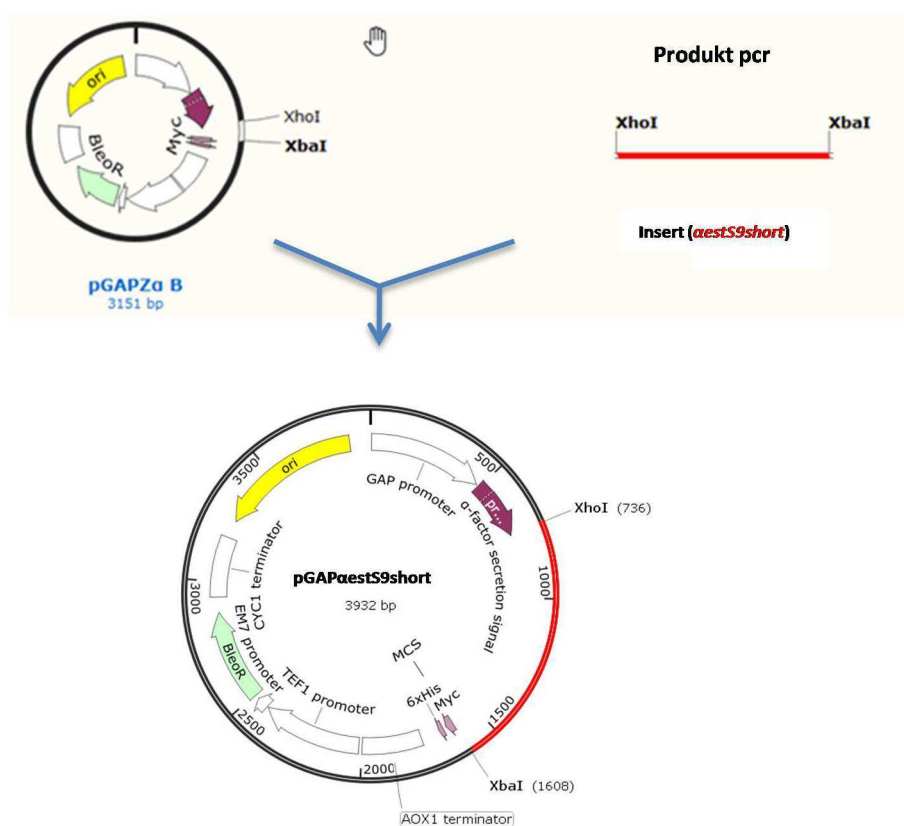 Produkt pcr
ori
XhoI
XbaI
Myc
BleoR
XhoI
XbaI
Insert (αestS9short)
pGAPZα B
3151 bp
3500
ori
500
GAP promoter
pr...
α-factor secretion signal
XhoI (736)
CYC1 terminator
pGAPαestS9short
3932 bp
1000
3000
EM7 promoter
BleoR
MCS
TEF1 promoter
6xHis
Myc
1500
2500
2000
XbaI (1608)
AOX1 terminator